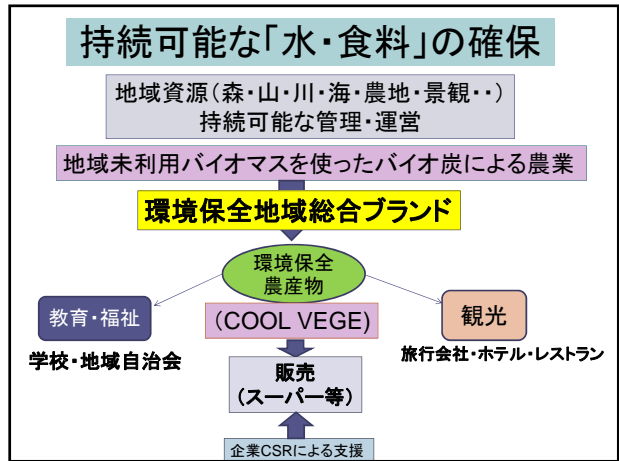 持続可能な「水・食料」の確保
地域資源（森・山・川・海・農地・景観・・）
持続可能な管理・運営
地域未利用バイオマスを使ったバイオ炭による農業
環境保全地域総合ブランド
環境保全
農産物
（COOL VEGE)
教育・福祉
学校・地域自治会
観光
旅行会社・ホテル・レストラン
販売
（スーパー等）
企業CSRによる支援